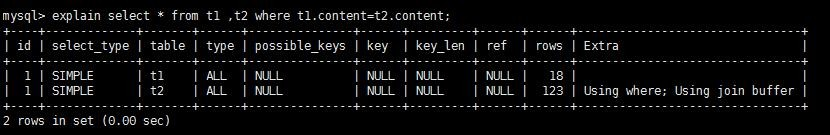 mysql> explain select * from t1 ,t2 where t1.content=t2.content;
+----+-------------+-------+------+---------------+------+---------+------+------+--------------------------------+
| id | select_type | table | type | possible_keys | key | key_len | ref | rows | Extra |
+----+-------------+-------+------+---------------+------+---------+------+------+--------------------------------+
| 1 | SIMPLE | t1 | ALL | NULL | NULL | NULL | NULL | 18 | |
| 1 | SIMPLE | t2 | ALL | NULL | NULL | NULL | NULL | 123 | Using where; Using join buffer |
+----+-------------+-------+------+---------------+------+---------+------+------+--------------------------------+
2 rows in set (0.00 sec)